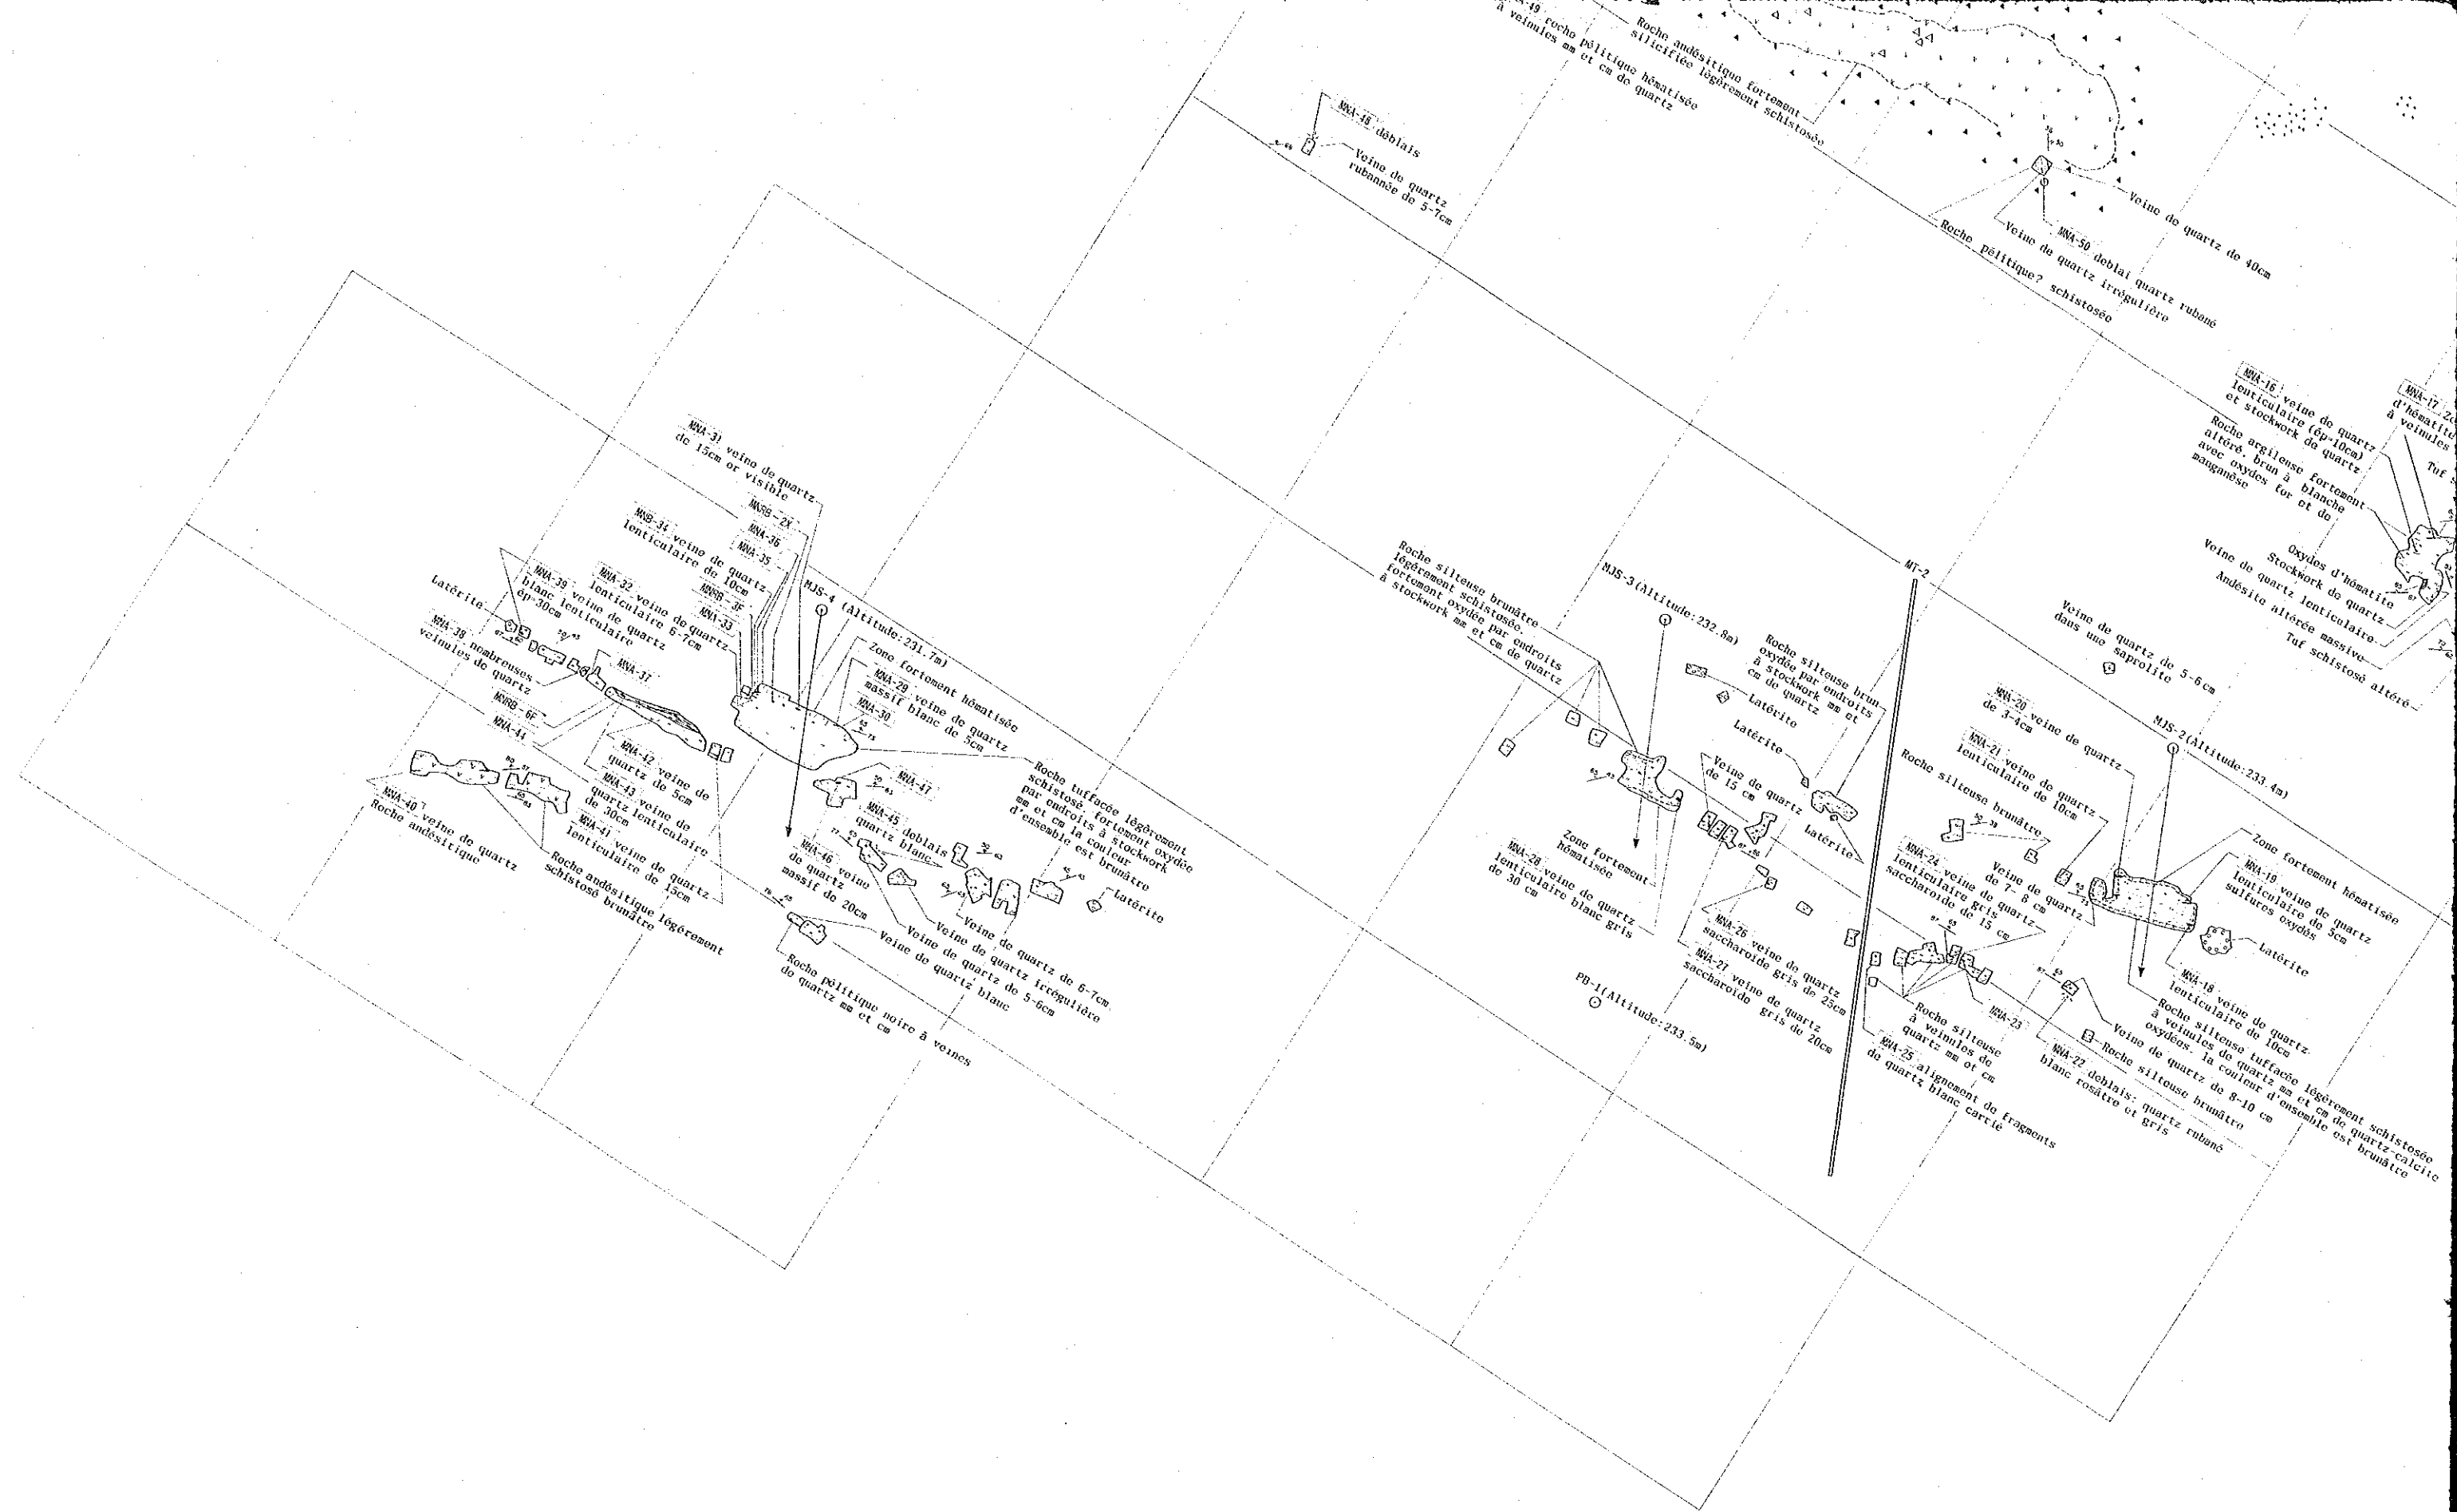 à veinules mm et cm de quartz
roche pélitique hématisée
Roche andésitique fortement
silicifiée légèrement schistosée
MNA-48 déblais
Veine de quartz
rubannée de 5-7cm
Veine de quartz de 40cm
MNA-50 deblai quartz rubané
Veine de quartz irrégulière
Roche pélitique? schistosée
MNA-16 veine de quartz
lenticulaire (ép=10cm)
et stockwork de quartz
MNA-17
d'hématite
à veinules
Tuf
Roche argileuse fortement
altéré, brun à blanche
avec oxydes fer et de
manganèse
Oxydes d'hématite
Stockwork de quartz
Veine de quartz lenticulaire
Andésite altérée massive
Tuf schistosé altéré
MNA-31 veine de quartz
de 15cm or visible
MNRB-2X
MNA-36
MNA-35
MNB-34 veine de quartz
lenticulaire de 10cm
MNRB-3F
MNA-33
MNA-32 veine de quartz
lenticulaire 6-7cm
MNA-39 veine de quartz
blanc lenticulaire
ép=30cm
Latérite
MNA-38 nombreuses
veinules de quartz
MNA-37
MNRB-6F
MNA-44
MJS-4 (Altitude:231.7m)
Zone fortement hématisée
MNA-29 veine de quartz
massif blanc de 5cm
MNA-30
MNA-42 veine de
quartz de 5cm
MNA-43 veine de
quartz lenticulaire
de 30cm
MNA-41 veine de quartz
lenticulaire de 15cm
MNA-40 veine de quartz
Roche andésitique
Roche andésitique légèrement
schistosé brunâtre
MNA-47
MNA-45 deblais
quartz blanc
MNA-46 veine
de quartz
massif de 20cm
Roche tuffacée légèrement
schistosé, fortement oxydée
par endroits à stockwork
mm et cm la couleur
d'ensemble est brunâtre
Latérite
Veine de quartz de 6-7cm
Veine de quartz irrégulière
Veine de quartz de 5-6cm
Veine de quartz blanc
Roche pélitique noire à veines
de quartz mm et cm
Roche silteuse brunâtre
légèrement schistosée.
fortement oxydée par endroits
à stockwork mm et cm de quartz
MJS-3(Altitude:232.8m)
MT-2
Roche silteuse brun
oxydée par endroits
à stockwork mm et
cm de quartz
Latérite
Latérite
Veine de quartz
de 15 cm
Latérite
Zone fortement
hématisée
MNA-28 veine de quartz
lenticulaire blanc gris
de 30 cm
MNA-26 veine de quartz
saccharoïde gris de 25cm
MNA-27 veine de quartz
saccharoïdo
gris de 20cm
PB-1(Altitude:233.5m)
Veine de quartz de 5-6cm
dans une saprolite
MNA-20 veine de quartz
de 3-4cm
MJS-2(Altitude:233.4m)
MNA-21 veine de quartz
lenticulaire de 10cm
Roche silteuse brunâtre
Veine de quartz
de 7- 8 cm
MNA-24 veine de quartz
lenticulaire gris
saccharoïde de 15 cm
Zone fortement hématisée
MNA-19 veine de quartz
lenticulaire de 5cm
sulfures oxydés
Latérite
MNA-18 veine de quartz
lenticulaire de 10cm
Roche silteuse tuffacée légèrement schistosée
à veinules de quartz mm et cm de quartz-calcite
oxydées. la couleur d'ensemble est brunâtre
Veine de quartz de 8-10 cm
Roche silteuse brunâtre
MNA-22 deblais: quartz rubané
blanc rosâtre et gris
MNA-23
Roche silteuse
à veinules de
quartz mm et cm
MNA-25 alignement de fragments
de quartz blanc carrié